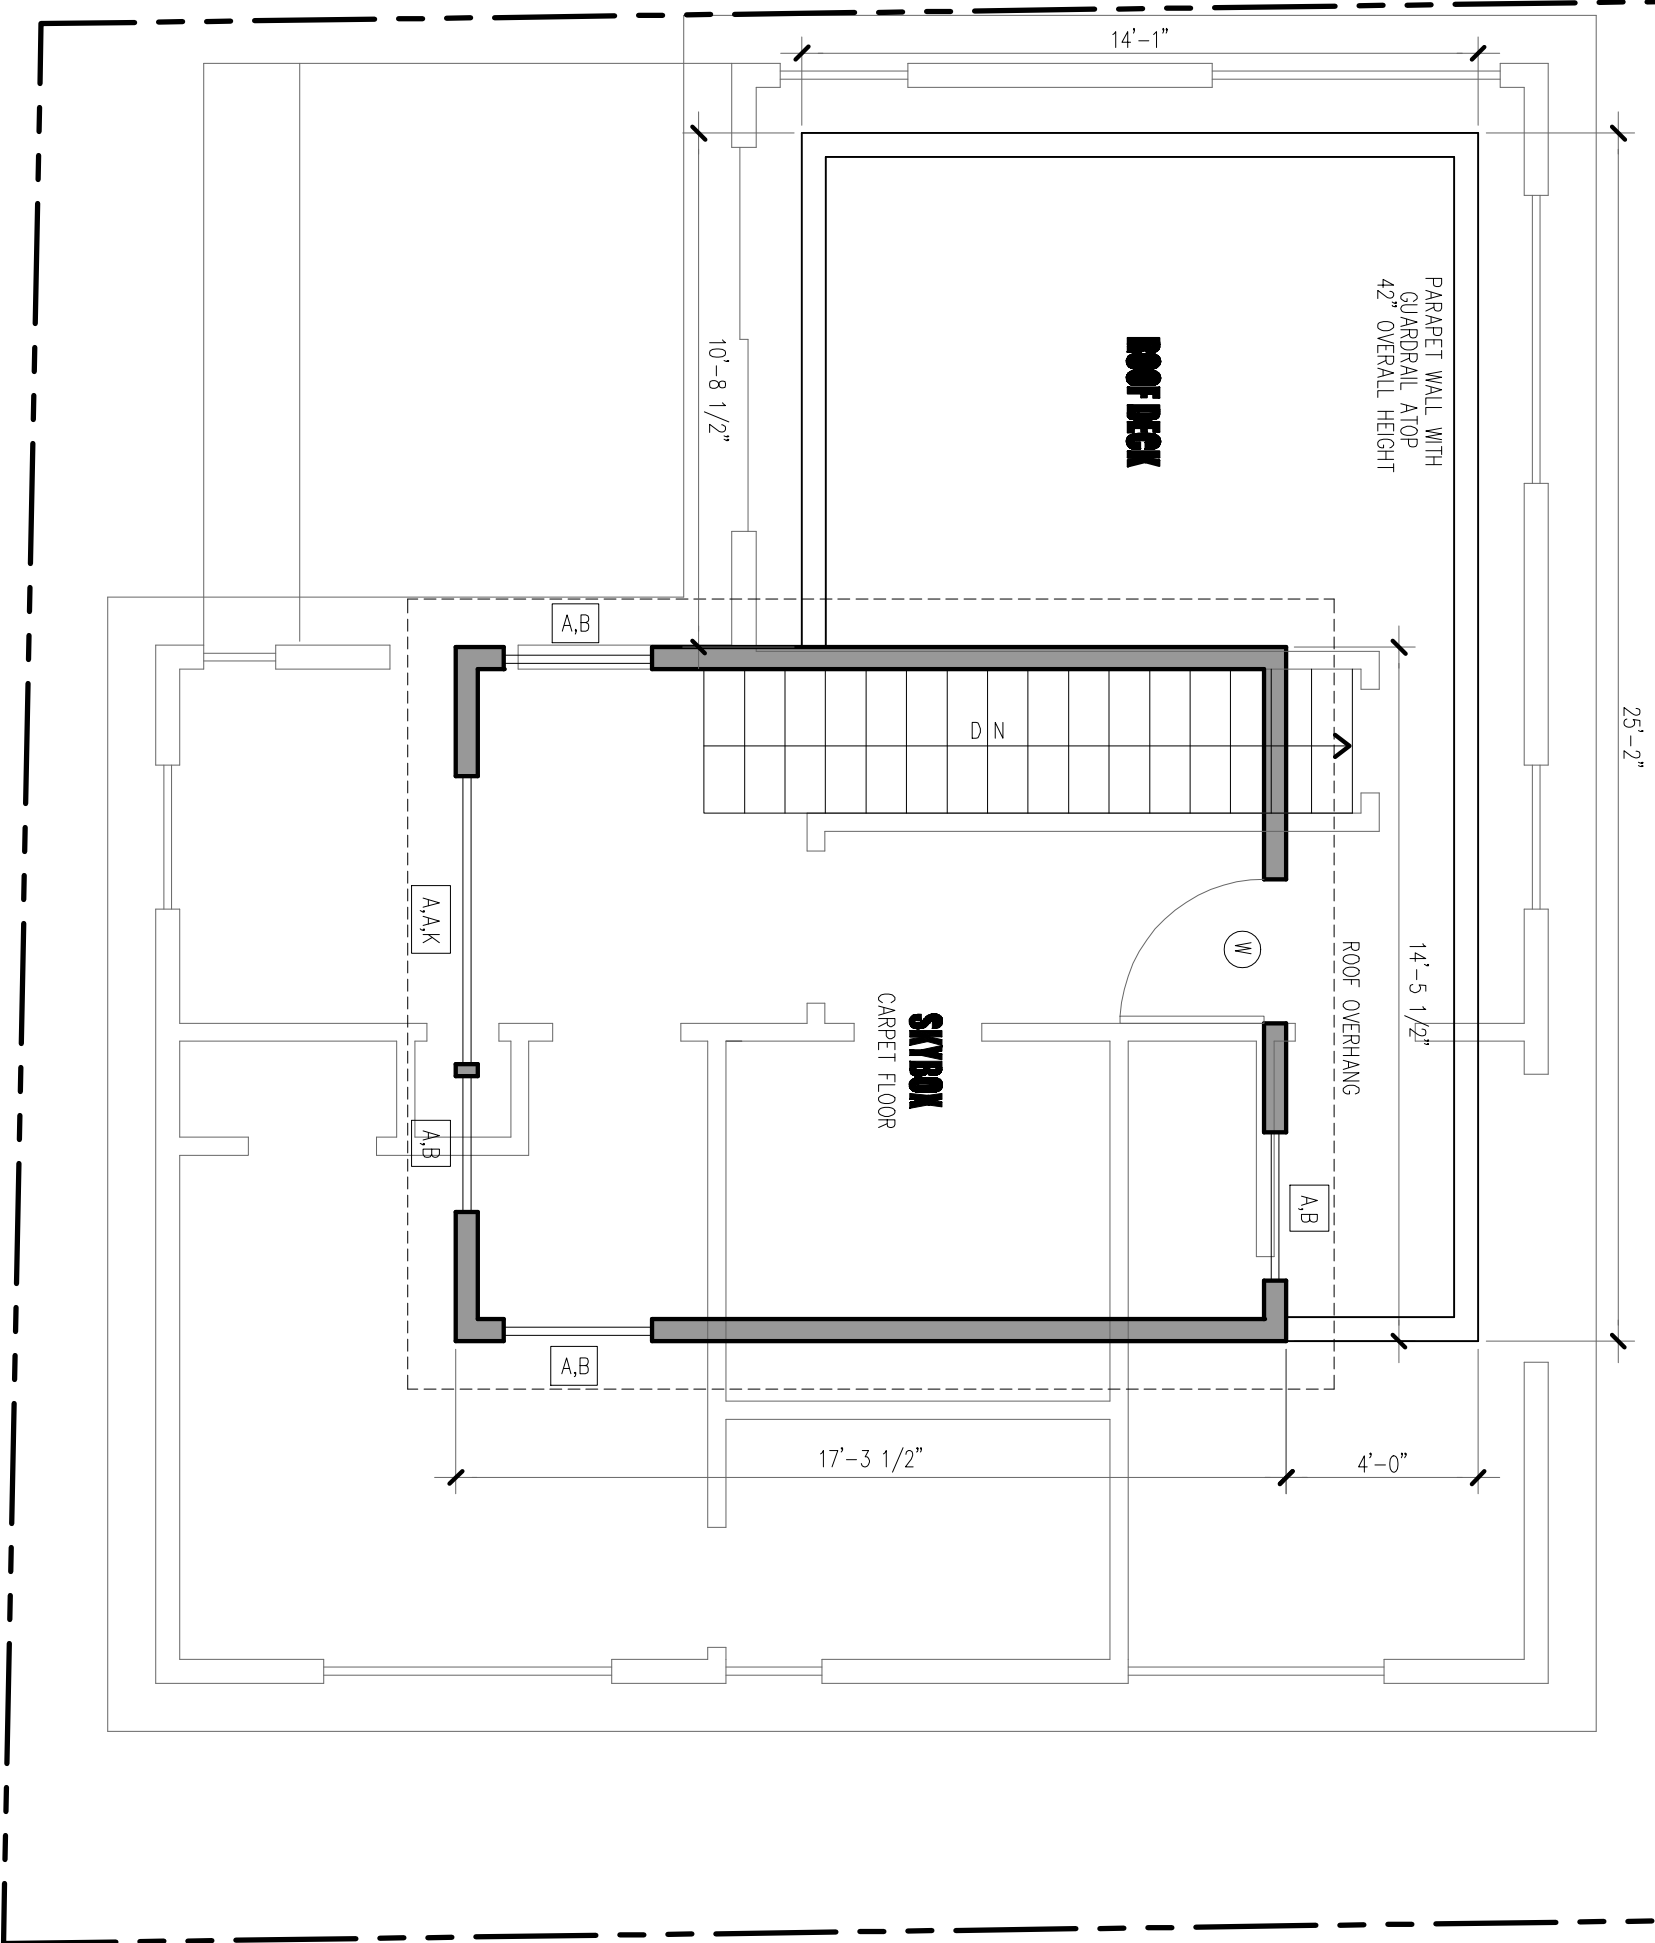 14'-1"
PARAPET WALL WITH
GUARDRAIL ATOP
42" OVERALL HEIGHT
ROOF DECK
10'-8 1/2"
25'-2"
A,B
DN
A,A,K
W
14'-5 1/2"
ROOF OVERHANG
SKYBOX
CARPET FLOOR
A,B
A,B
A,B
17'-3 1/2"
4'-0"